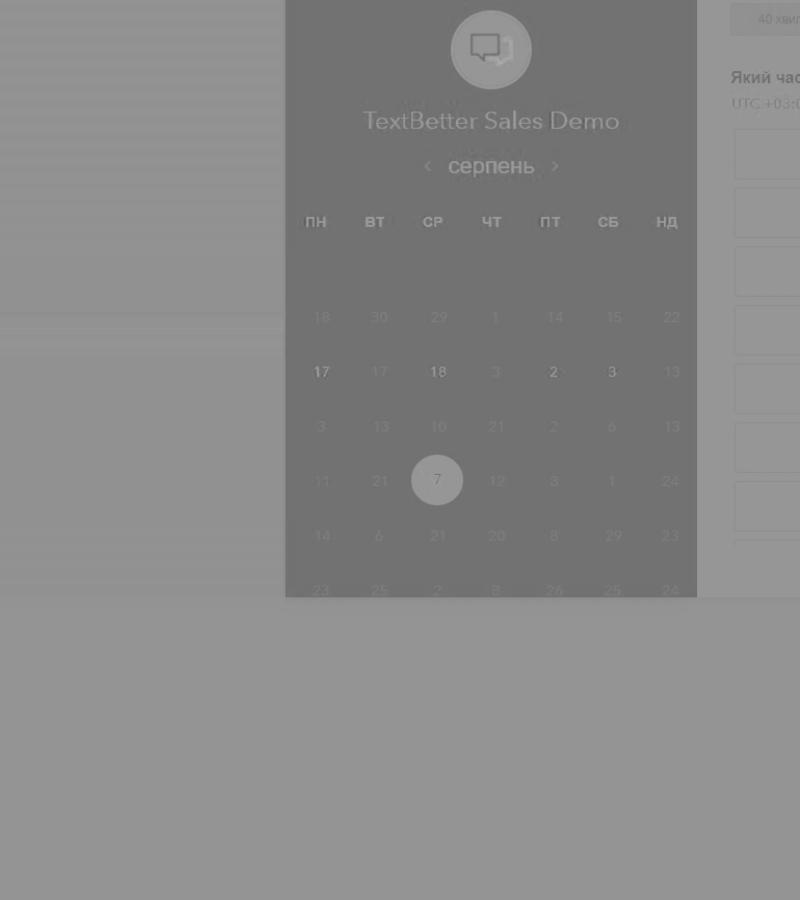 40 хвил
TextBetter Sales Demo
Який час
UTC +03:0
‹ серпень ›
ПН ВТ СР ЧТ ПТ СБ НД
18 30 29 1 14 15 22
17 17 18 3 2 3 13
3 13 10 21 2 6 13
11 21 7 12 3 1 24
14 6 21 20 8 29 23
23 25 2 8 26 25 24